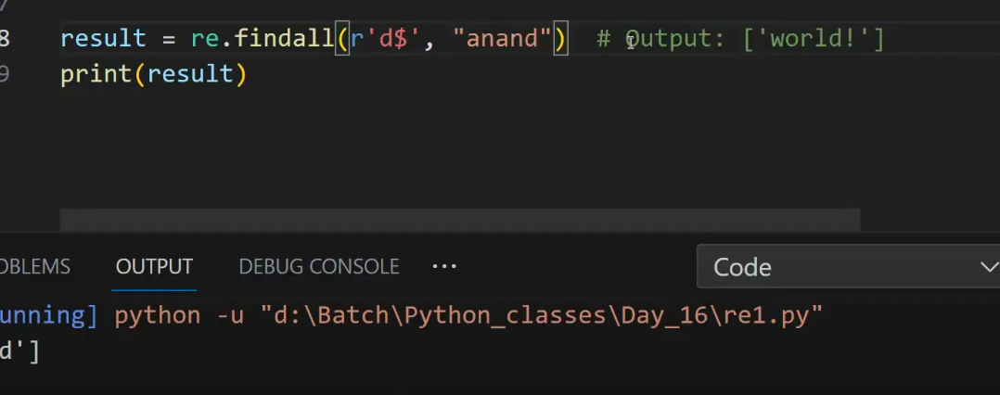 8 result = re.findall(r'd$', "anand") # Output: ['world!']
9 print(result)
OBLEMS OUTPUT DEBUG CONSOLE ··· Code
unning] python -u "d:\Batch\Python_classes\Day_16\re1.py"
d']